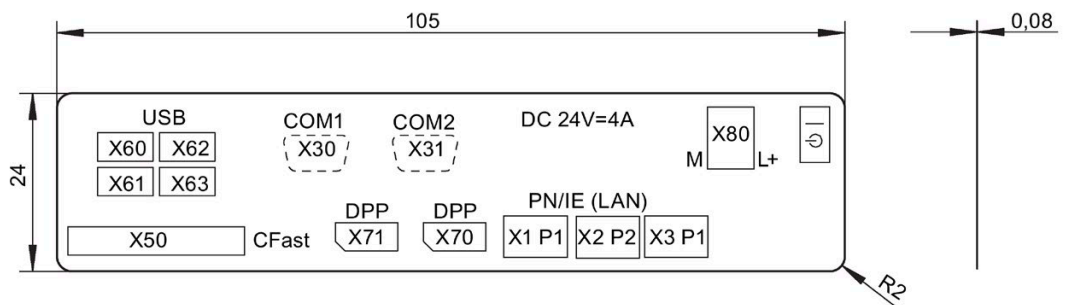 105
0,08
24
USB
COM1
COM2
DC 24V=4A
X60 X62
X30
X31
X80
M
L+
X61 X63
DPP
DPP
PN/IE (LAN)
X50
CFast
X71
X70
X1 P1 X2 P2 X3 P1
R2